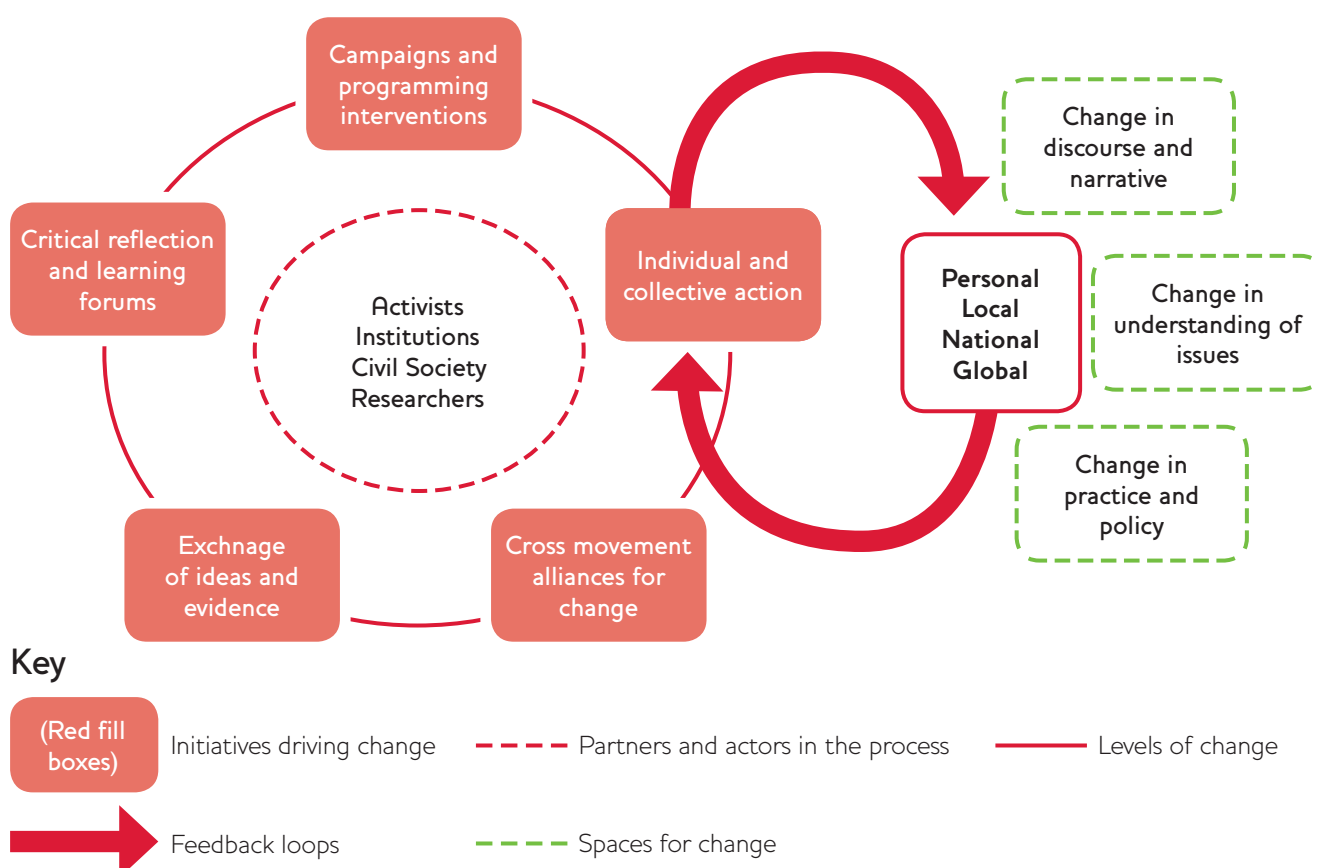 Campaigns and
programming
interventions
Critical reflection
and learning
forums
Activists
Institutions
Civil Society
Researchers
Individual and
collective action
Exchnage
of ideas and
evidence
Cross movement
alliances for
change
Personal
Local
National
Global
Change in
discourse and
narrative
Change in
understanding of
issues
Change in
practice and
policy
Key
(Red fill
boxes)
Initiatives driving change
Partners and actors in the process
Levels of change
Feedback loops
Spaces for change